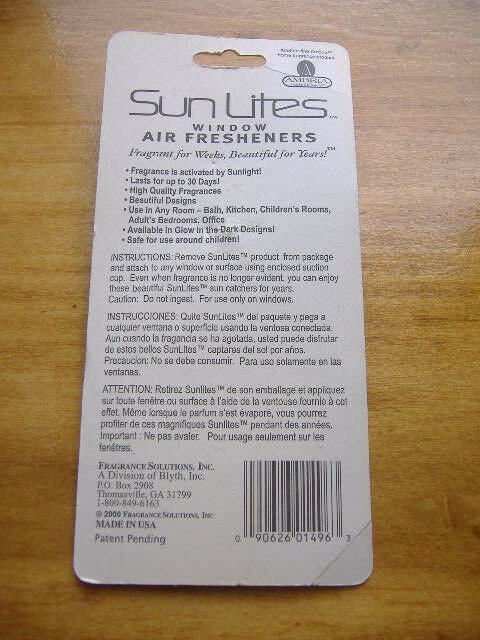 Another fine Ambria™
home fragrance product.
AMBRIA
Sun Lites™
WINDOW
AIR FRESHENERS
Fragrant for Weeks, Beautiful for Years!™
• Fragrance is activated by Sunlight!
• Lasts for up to 30 Days!
• High Quality Fragrances
• Beautiful Designs
• Use in Any Room – Bath, Kitchen, Children's Rooms,
Adult's Bedrooms, Office
• Available in Glow in the Dark Designs!
• Safe for use around children!
INSTRUCTIONS: Remove SunLites™ product from package
and attach to any window or surface using enclosed suction
cup. Even when fragrance is no longer evident, you can enjoy
these beautiful SunLites™ sun catchers for years.
Caution: Do not ingest. For use only on windows.
INSTRUCCIONES: Quite SunLites™ del paquete y pega a
cualquier ventana o superficie usando la ventosa conectada.
Aun cuando la fragancia se ha agotada, usted puede disfrutar
de estos bellos SunLites™ captares del sol por años.
Precaucion: No se debe consumir. Para uso solamente en las
ventanas.
ATTENTION: Retirez Sunlites™ de son emballage et appliquez
sur toute fenêtre ou surface à l'aide de la ventouse fournie à cet
effet. Même lorsque le parfum s'est évaporé, vous pourrez
profiter de ces magnifiques Sunlites™ pendant des années.
Important : Ne pas avaler. Pour usage seulement sur les
fenêtres.
FRAGRANCE SOLUTIONS, INC.
A Division of Blyth, Inc.
P.O. Box 2908
Thomasville, GA 31799
1-800-849-6163
© 2000 FRAGRANCE SOLUTIONS, INC
MADE IN USA
Patent Pending
0 90626 01496 3